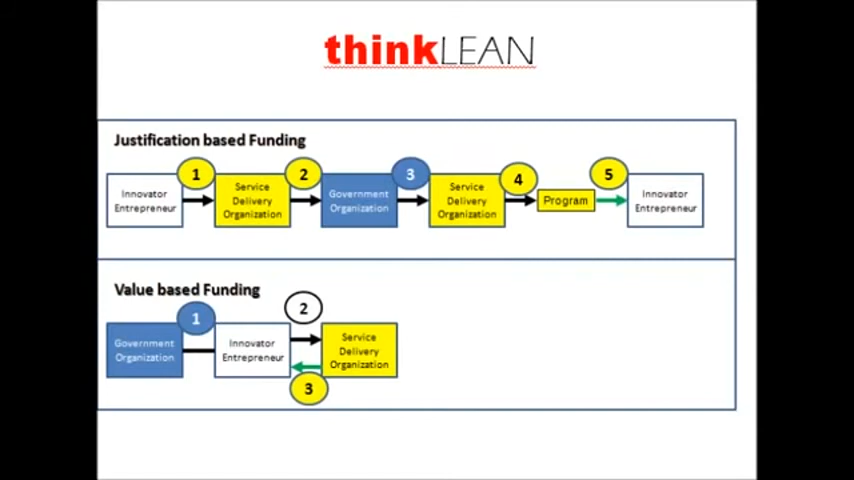 thinkLEAN
Justification based Funding
1
2
3
4
5
Innovator
Entrepreneur
Service
Delivery
Organization
Government
Organization
Service
Delivery
Organization
Program
Innovator
Entrepreneur
Value based Funding
1
2
Government
Organization
Innovator
Entrepreneur
Service
Delivery
Organization
3